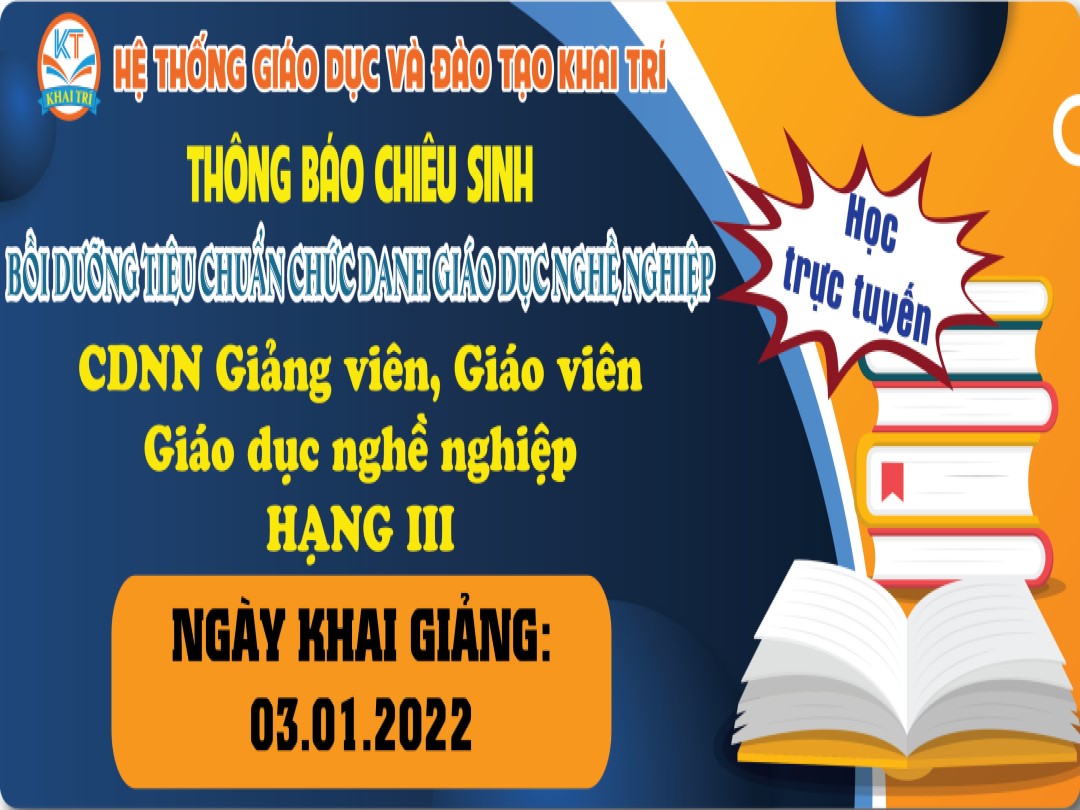 KT
KHAI TRÍ
HỆ THỐNG GIÁO DỤC VÀ ĐÀO TẠO KHAI TRÍ
THÔNG BÁO CHIÊU SINH
BỒI DƯỠNG TIÊU CHUẨN CHỨC DANH GIÁO DỤC NGHỀ NGHIỆP
Học
trực tuyến
CDNN Giảng viên, Giáo viên
Giáo dục nghề nghiệp
HẠNG III
NGÀY KHAI GIẢNG:
03.01.2022